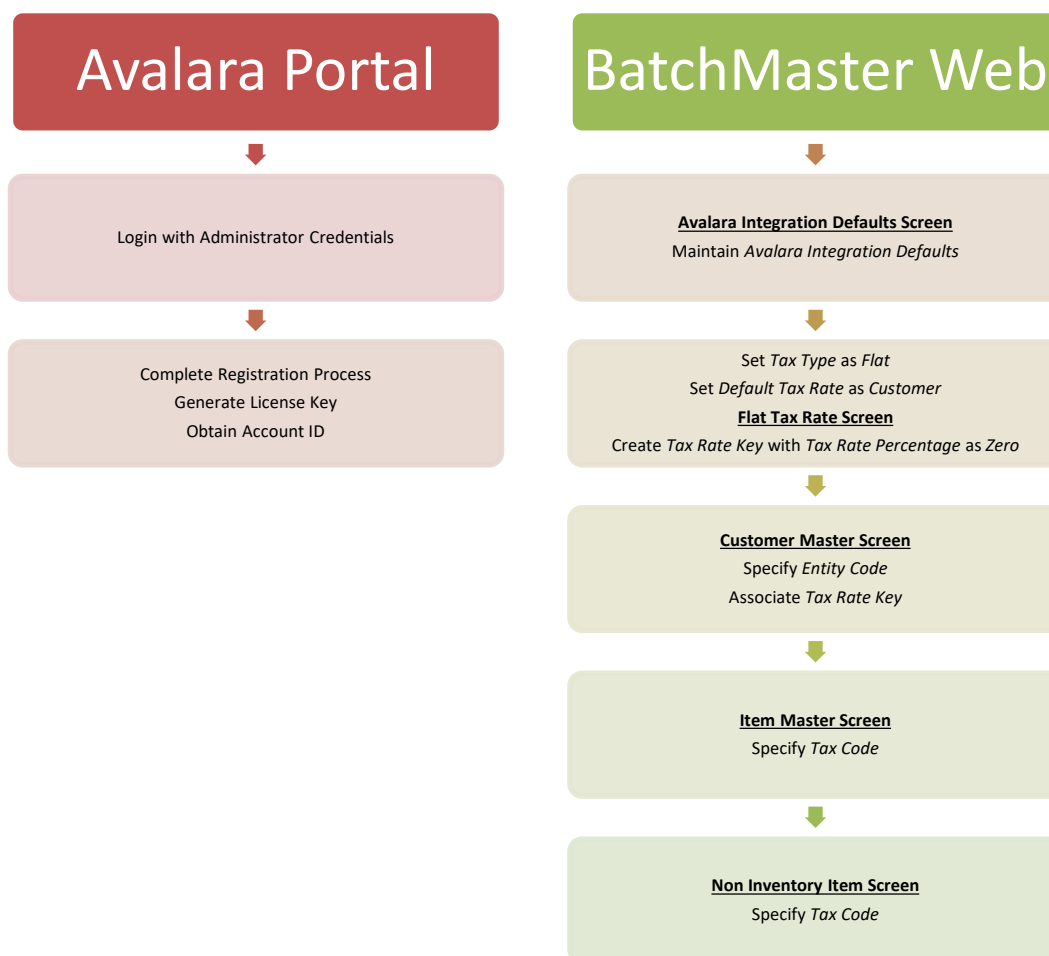 Avalara Portal
Login with Administrator Credentials
Complete Registration Process
Generate License Key
Obtain Account ID
BatchMaster Web
Avalara Integration Defaults Screen
Maintain Avalara Integration Defaults
Set Tax Type as Flat
Set Default Tax Rate as Customer
Flat Tax Rate Screen
Create Tax Rate Key with Tax Rate Percentage as Zero
Customer Master Screen
Specify Entity Code
Associate Tax Rate Key
Item Master Screen
Specify Tax Code
Non Inventory Item Screen
Specify Tax Code